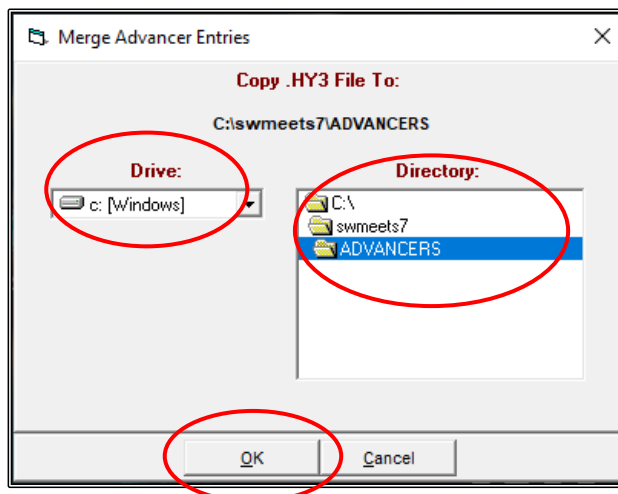 Merge Advancer Entries
Copy .HY3 File To:
C:\swmeets7\ADVANCERS
Drive:
Directory:
c: [Windows]
C:\
swmeets7
ADVANCERS
OK
Cancel